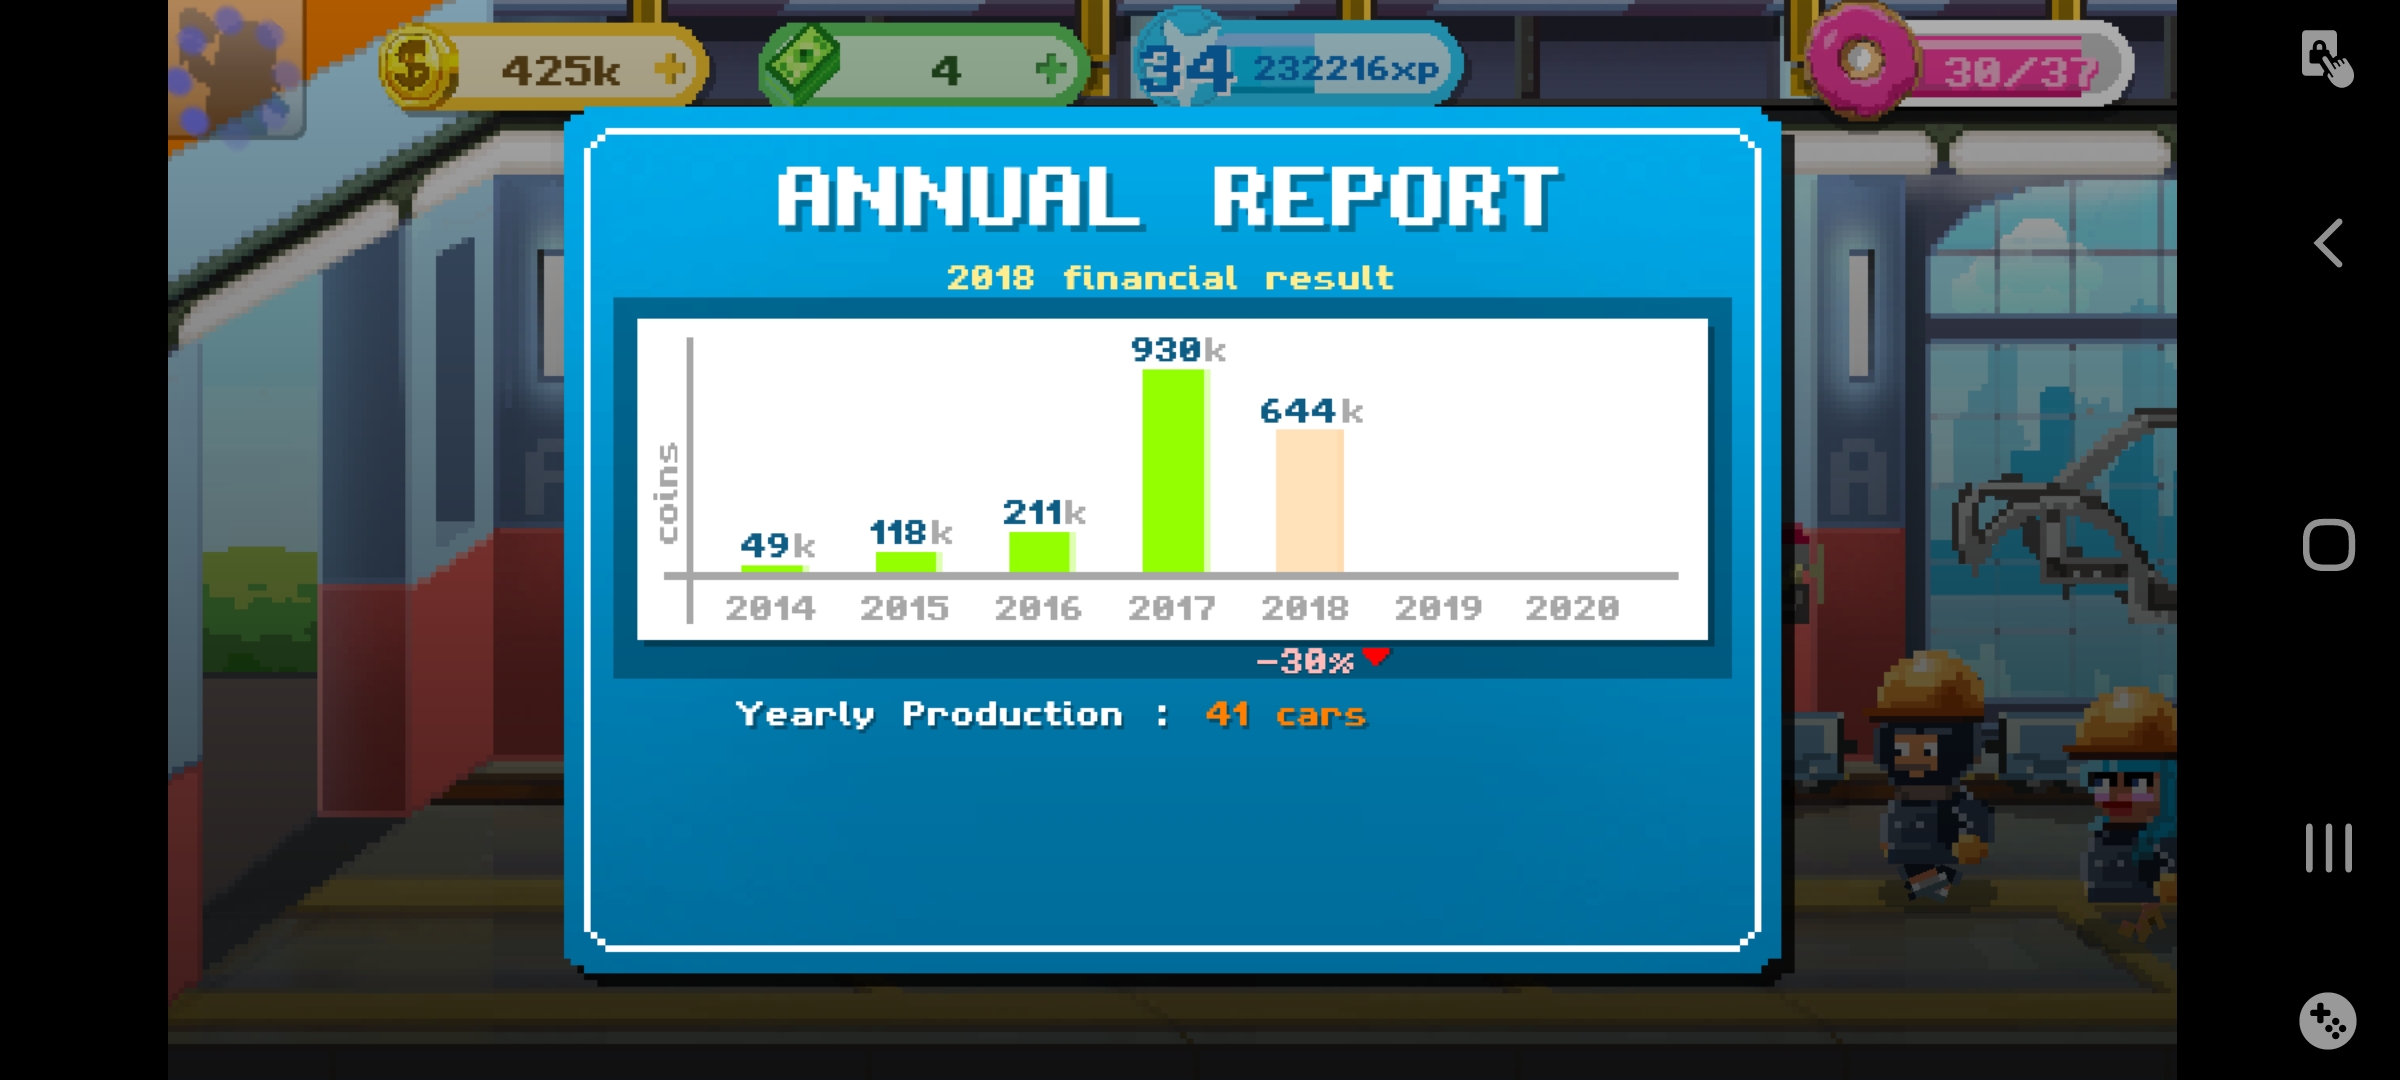 425k +
4 +
34 232216xp
30/37
ANNUAL REPORT
2018 financial result
coins
930k
644k
211k
118k
49k
2014 2015 2016 2017 2018 2019 2020
-30%
Yearly Production : 41 cars
A
A